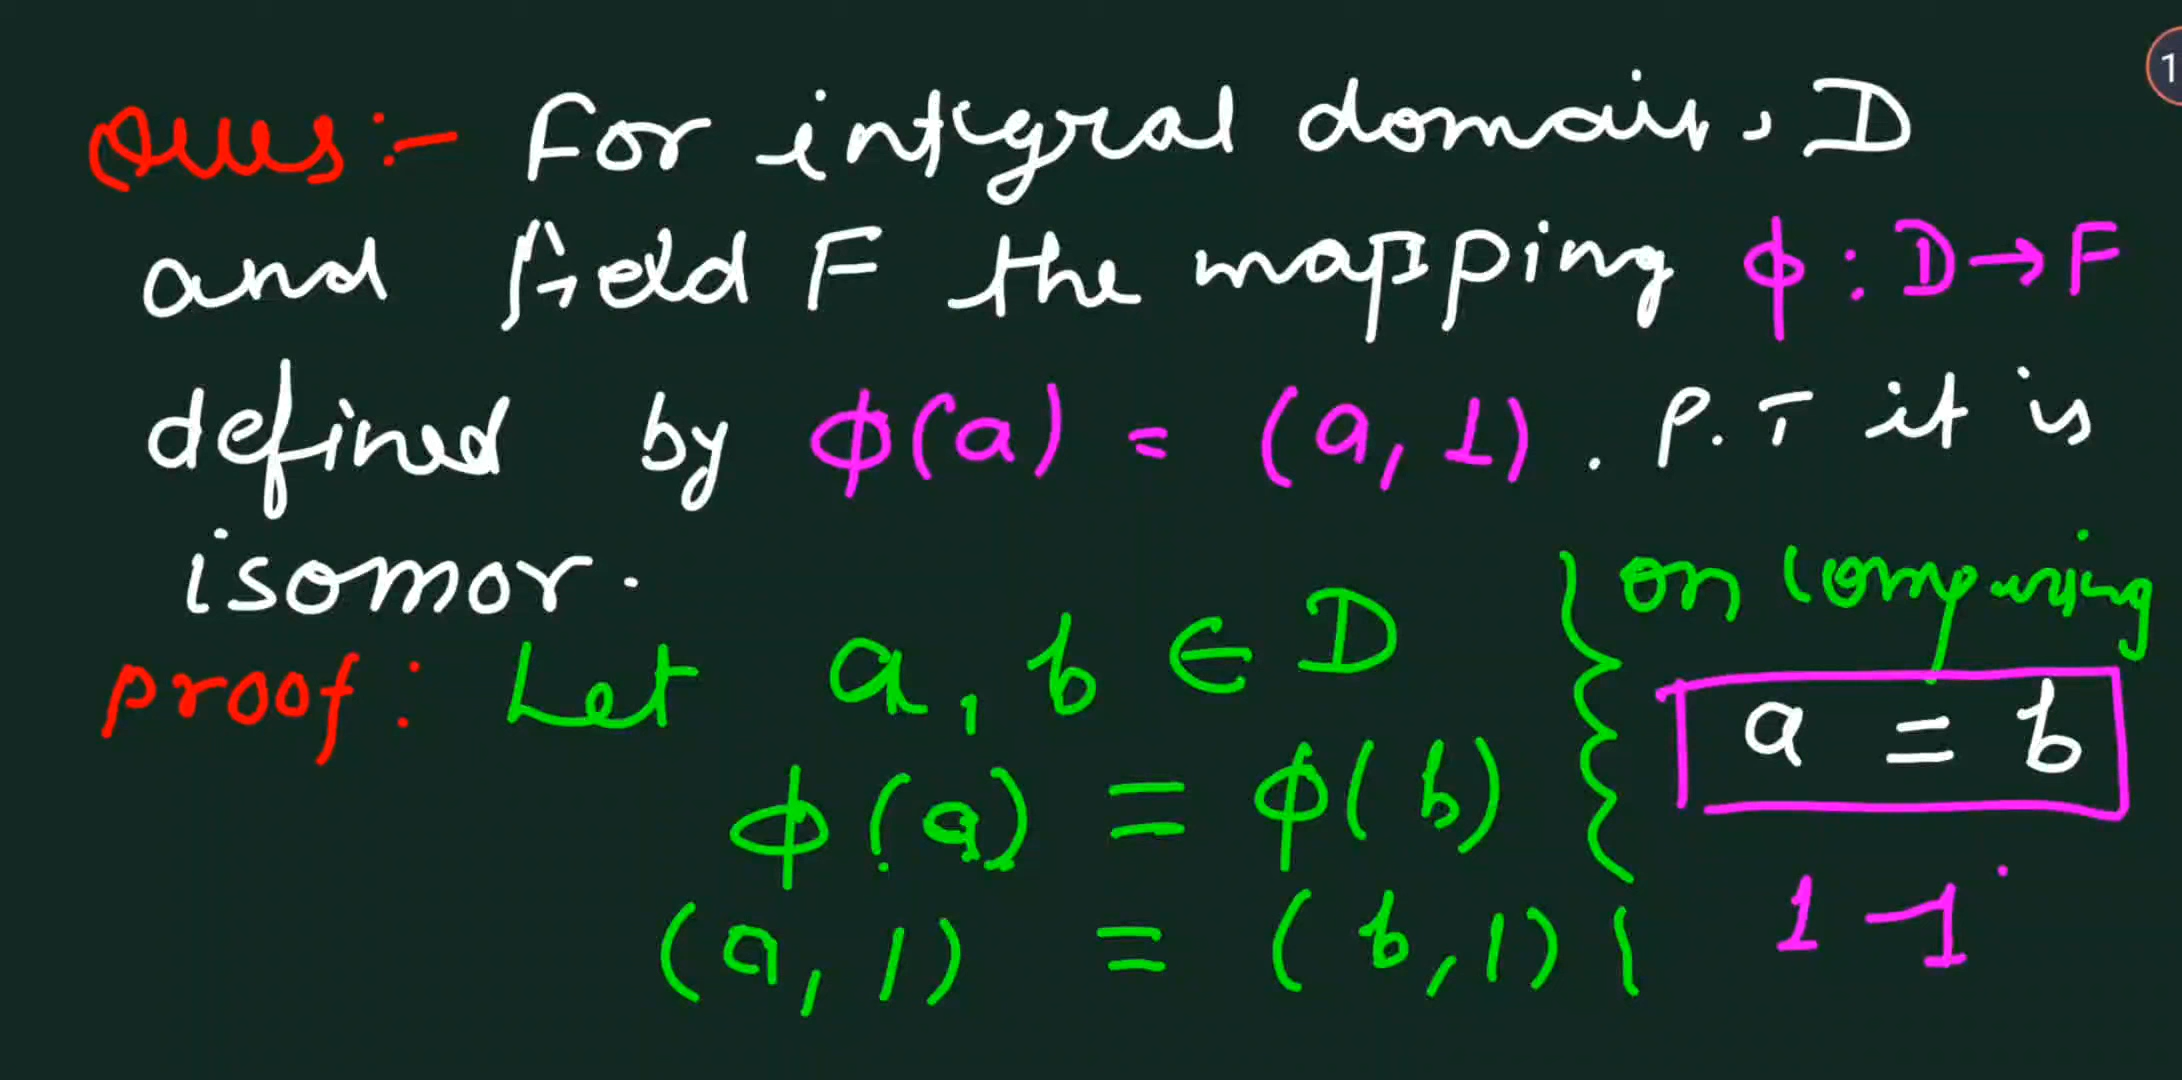 Ques:- For integral domain, D
and field F the mapping ϕ : D→F
defined by ϕ(a) = (a, 1). P.T it is
isomor.
proof: Let a, b ∈ D
ϕ(a) = ϕ(b)
(a, 1) = (b, 1)
on comparing
a = b
1-1
1